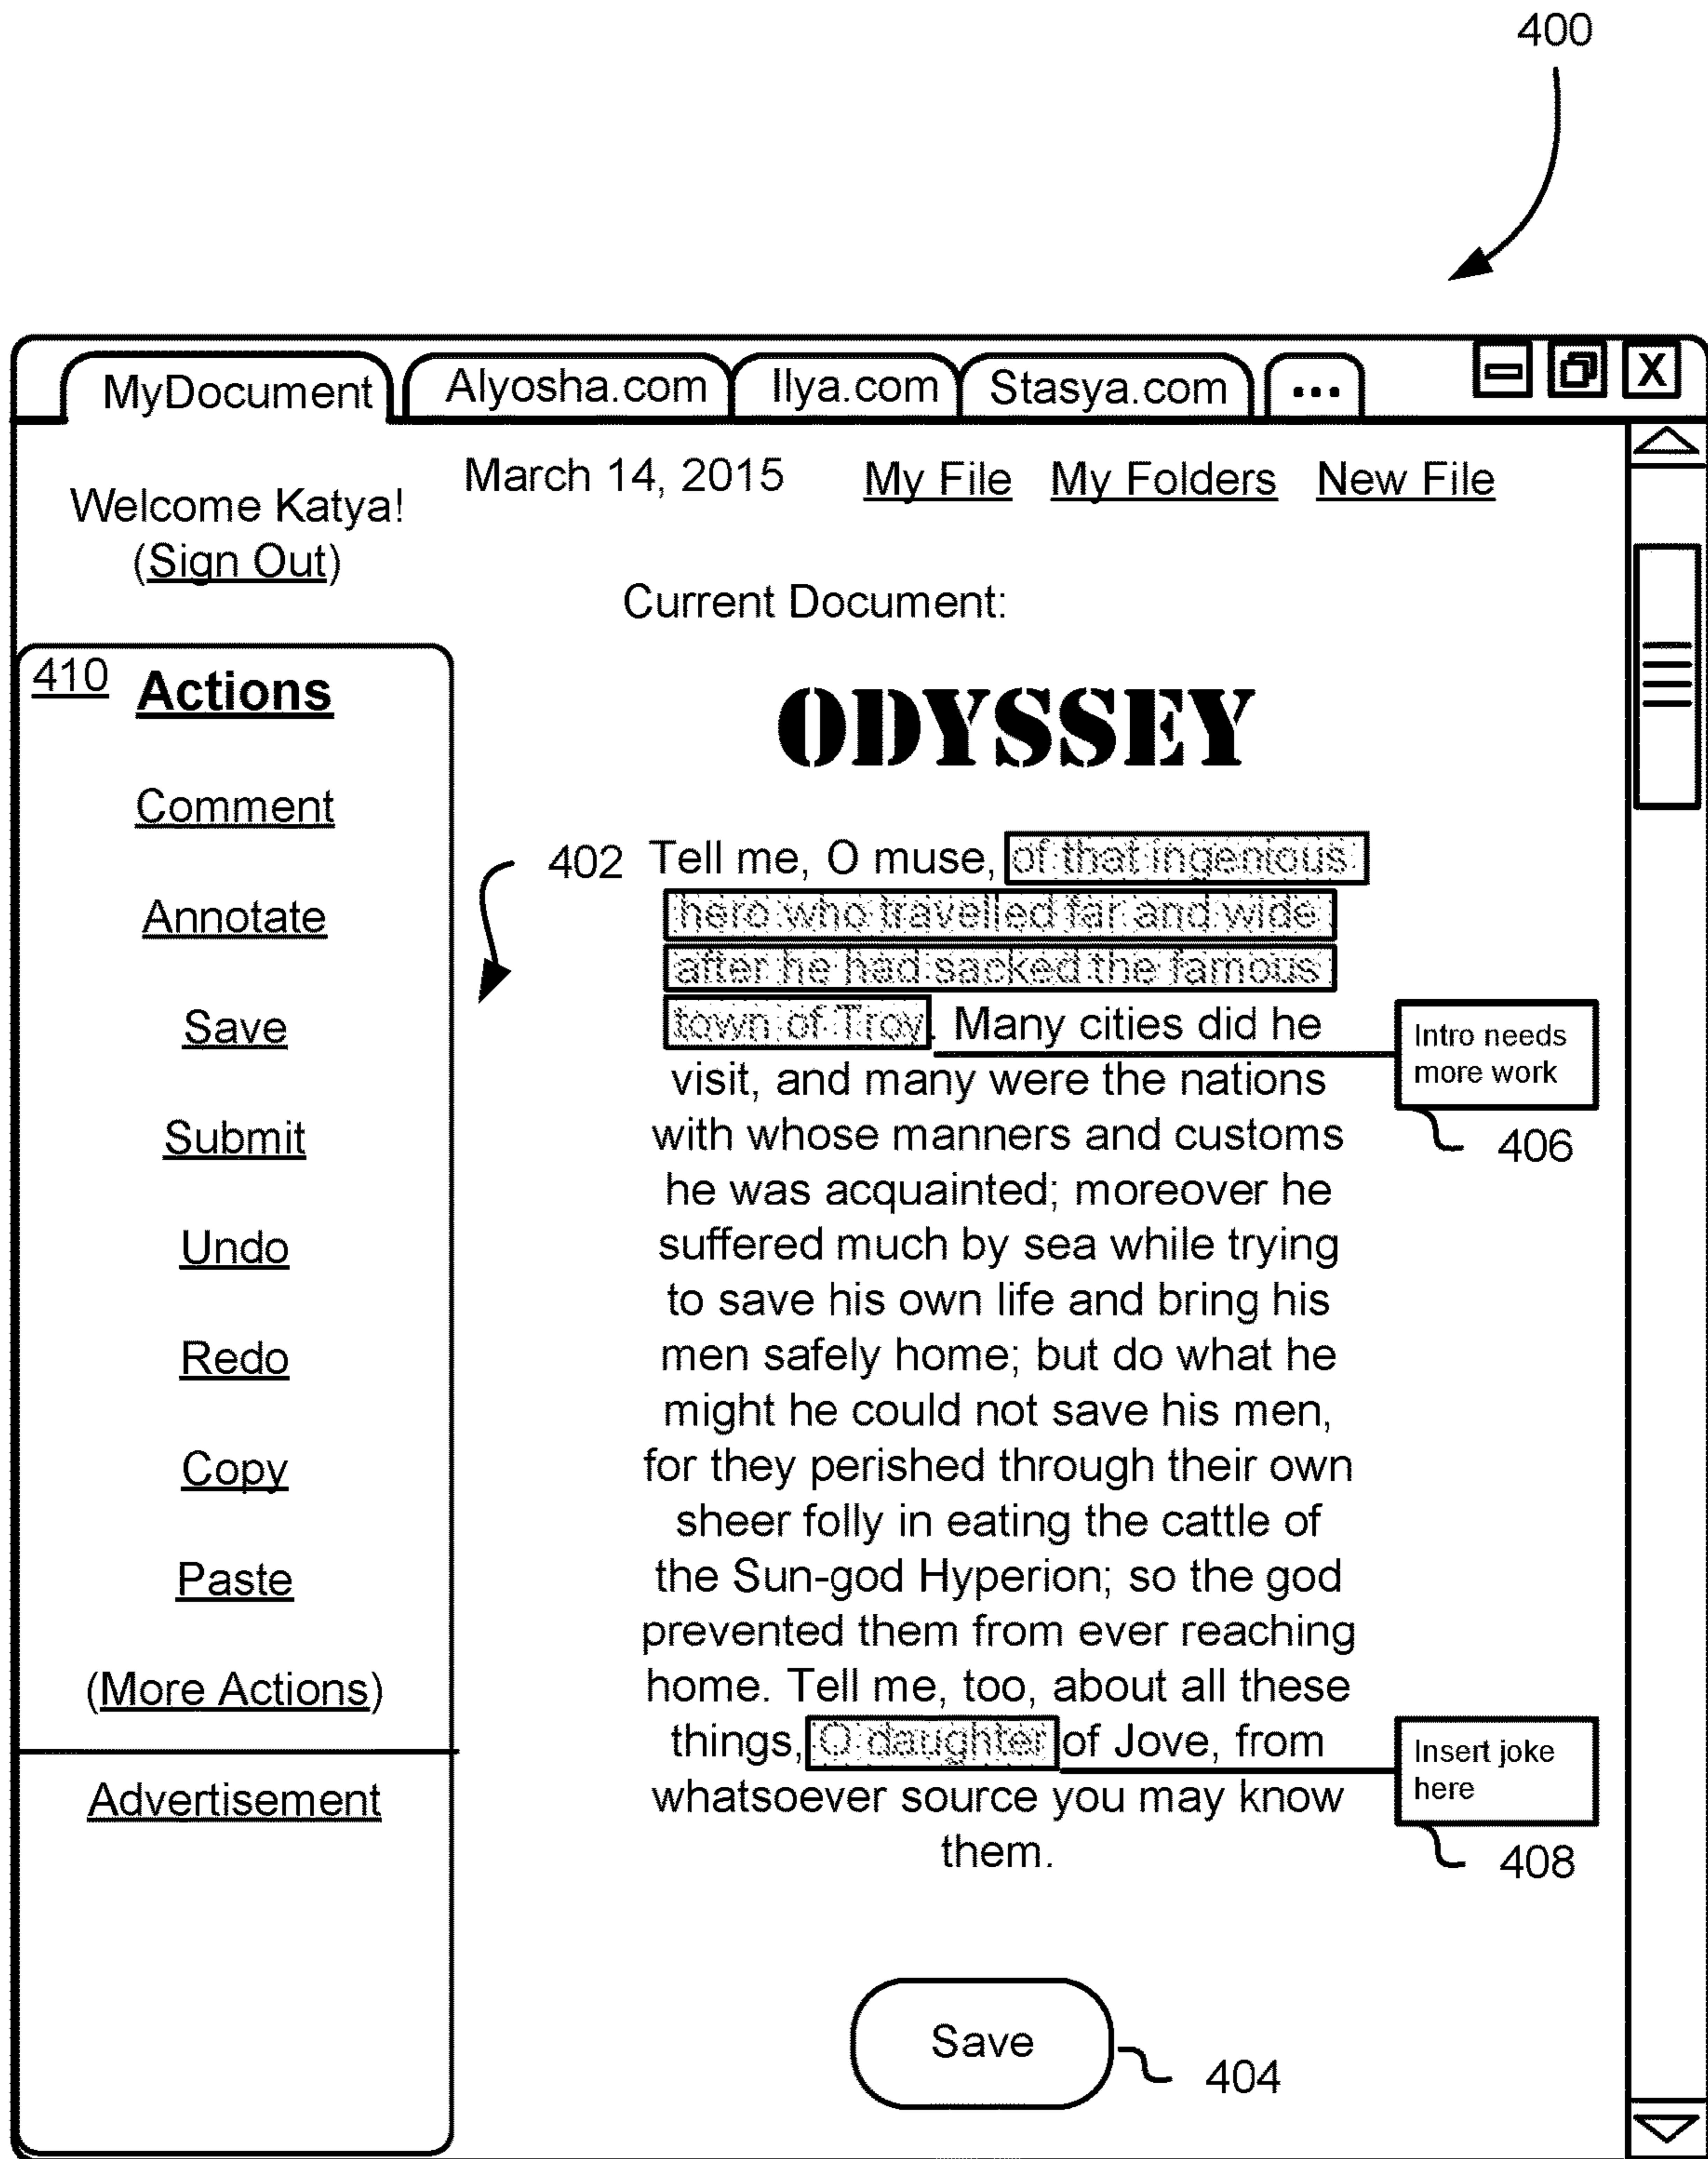 400
MyDocument Alyosha.com Ilya.com Stasya.com ... X
March 14, 2015 My File My Folders New File
Welcome Katya!
(Sign Out)
Current Document:
410 Actions
Comment
Annotate
Save
Submit
Undo
Redo
Copy
Paste
(More Actions)
Advertisement
ODYSSEY
402 Tell me, O muse, of that ingenious
hero who travelled far and wide
after he had sacked the famous
town of Troy. Many cities did he
visit, and many were the nations
with whose manners and customs
he was acquainted; moreover he
suffered much by sea while trying
to save his own life and bring his
men safely home; but do what he
might he could not save his men,
for they perished through their own
sheer folly in eating the cattle of
the Sun-god Hyperion; so the god
prevented them from ever reaching
home. Tell me, too, about all these
things, O daughter of Jove, from
whatsoever source you may know
them.
Intro needs
more work
406
Insert joke
here
408
Save
404